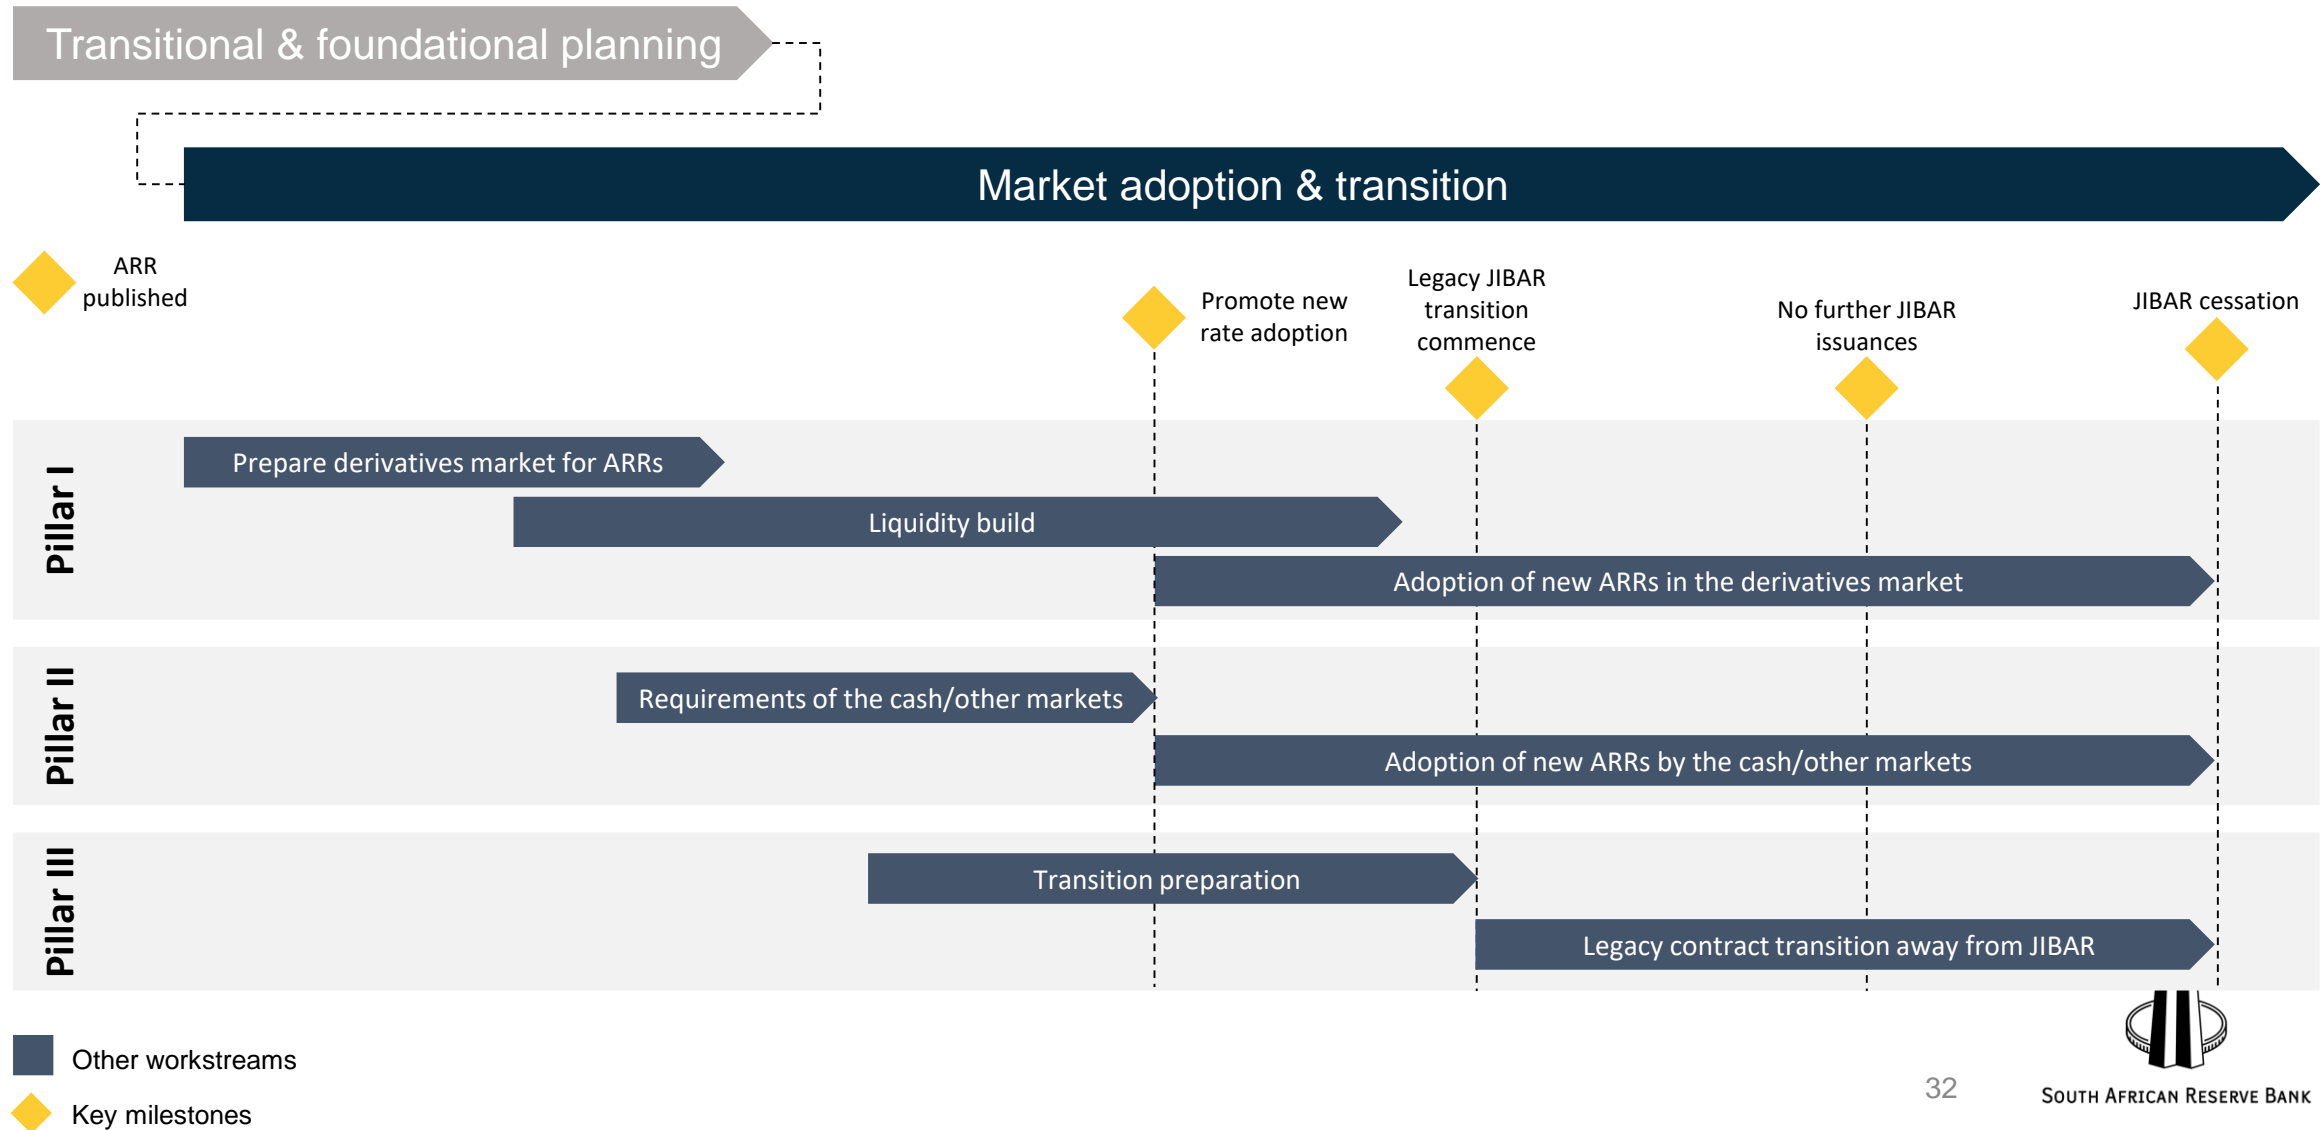 Transitional & foundational planning
Market adoption & transition
ARR
published
Promote new
rate adoption
Legacy JIBAR
transition
commence
No further JIBAR
issuances
JIBAR cessation
Pillar I
Prepare derivatives market for ARRs
Liquidity build
Adoption of new ARRs in the derivatives market
Pillar II
Requirements of the cash/other markets
Adoption of new ARRs by the cash/other markets
Pillar III
Transition preparation
Legacy contract transition away from JIBAR
Other workstreams
Key milestones
32
SOUTH AFRICAN RESERVE BANK